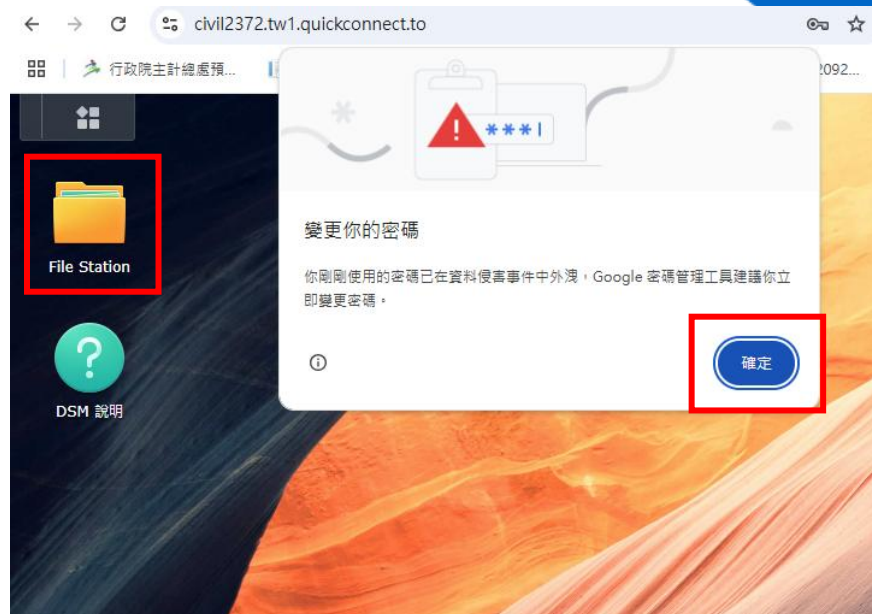 civil2372.tw1.quickconnect.to
行政院主計總處預...
2092...
***
變更你的密碼
你剛剛使用的密碼已在資料侵害事件中外洩，Google 密碼管理工具建議你立
即變更密碼。
確定
File Station
DSM 說明